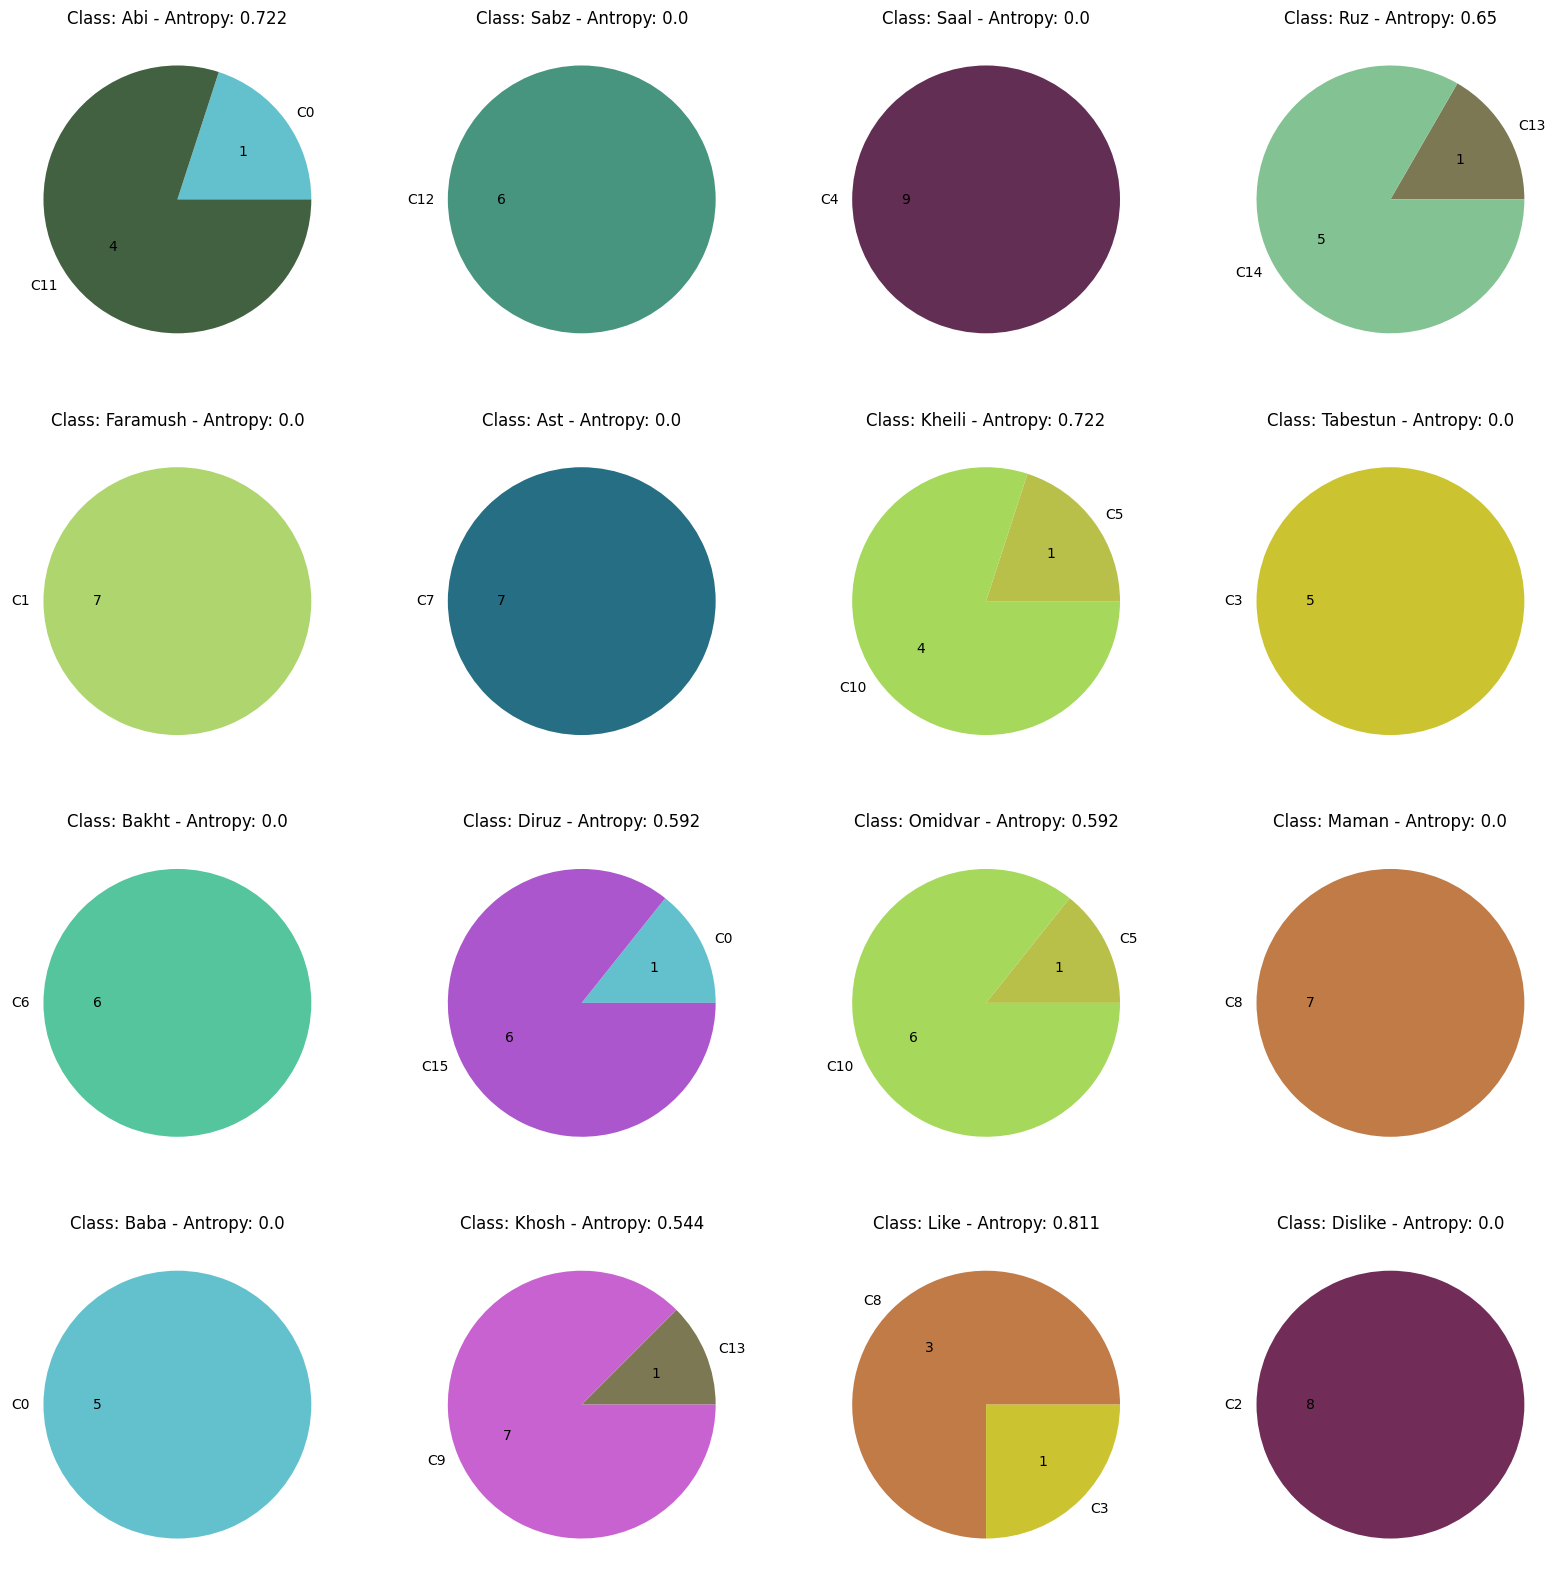 Class: Abi - Antropy: 0.722
C0
1
4
C11
Class: Sabz - Antropy: 0.0
C12
6
Class: Saal - Antropy: 0.0
C4
9
Class: Ruz - Antropy: 0.65
C13
1
5
C14
Class: Faramush - Antropy: 0.0
C1
7
Class: Ast - Antropy: 0.0
C7
7
Class: Kheili - Antropy: 0.722
C5
1
4
C10
Class: Tabestun - Antropy: 0.0
C3
5
Class: Bakht - Antropy: 0.0
C6
6
Class: Diruz - Antropy: 0.592
C0
1
6
C15
Class: Omidvar - Antropy: 0.592
C5
1
6
C10
Class: Maman - Antropy: 0.0
C8
7
Class: Baba - Antropy: 0.0
C0
5
Class: Khosh - Antropy: 0.544
C13
1
7
C9
Class: Like - Antropy: 0.811
C8
3
1
C3
Class: Dislike - Antropy: 0.0
C2
8